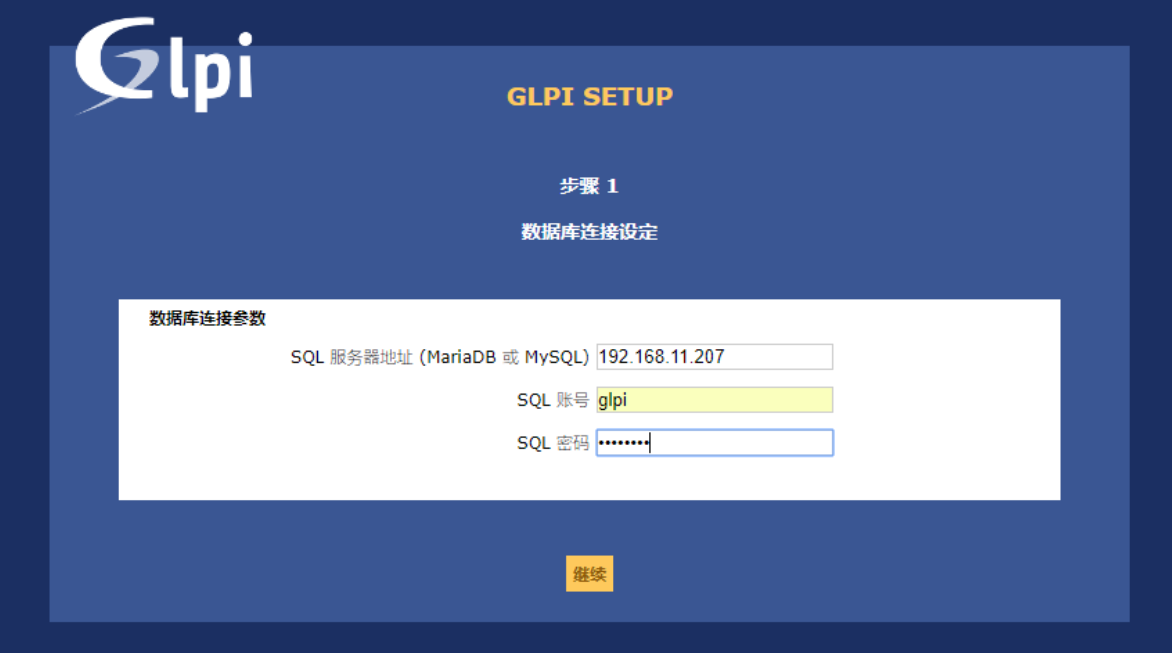 Glpi
GLPI SETUP
步骤 1
数据库连接设定
数据库连接参数
SQL 服务器地址 (MariaDB 或 MySQL) 192.168.11.207
SQL 账号 glpi
SQL 密码 ••••••••
继续